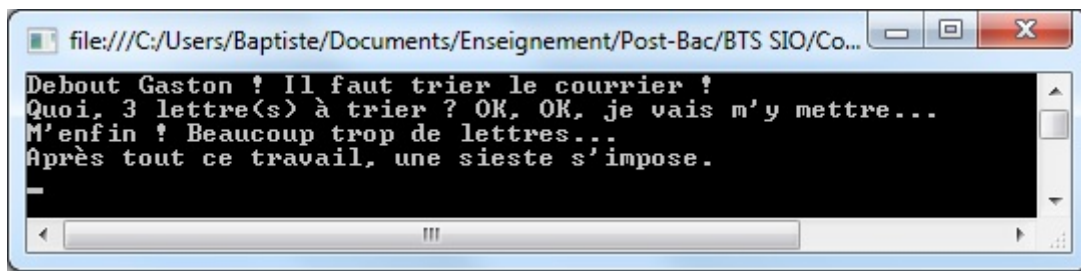 file:///C:/Users/Baptiste/Documents/Enseignement/Post-Bac/BTS SIO/Co...
Debout Gaston ! Il faut trier le courrier !
Quoi, 3 lettre(s) à trier ? OK, OK, je vais m'y mettre...
M'enfin ! Beaucoup trop de lettres...
Après tout ce travail, une sieste s'impose.